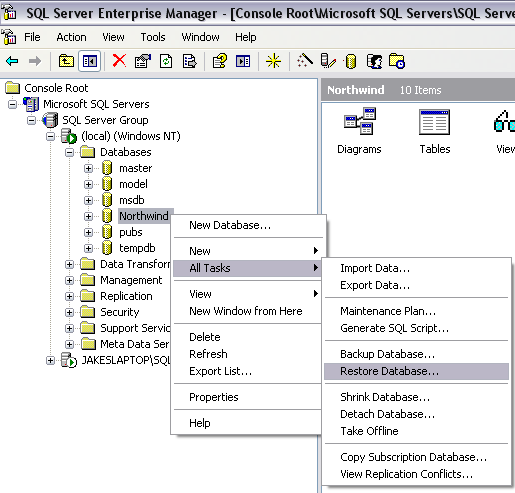 SQL Server Enterprise Manager - [Console Root\Microsoft SQL Servers\SQL Serve
File Action View Tools Window Help
Console Root
Microsoft SQL Servers
SQL Server Group
(local) (Windows NT)
Databases
master
model
msdb
Northwind
pubs
tempdb
Data Transform
Management
Replication
Security
Support Servic
Meta Data Ser
JAKESLAPTOP\SQL
Northwind 10 Items
Diagrams
Tables
View
New Database...
New
All Tasks
View
New Window from Here
Delete
Refresh
Export List...
Properties
Help
Import Data...
Export Data...
Maintenance Plan...
Generate SQL Script...
Backup Database...
Restore Database...
Shrink Database...
Detach Database...
Take Offline
Copy Subscription Database...
View Replication Conflicts...